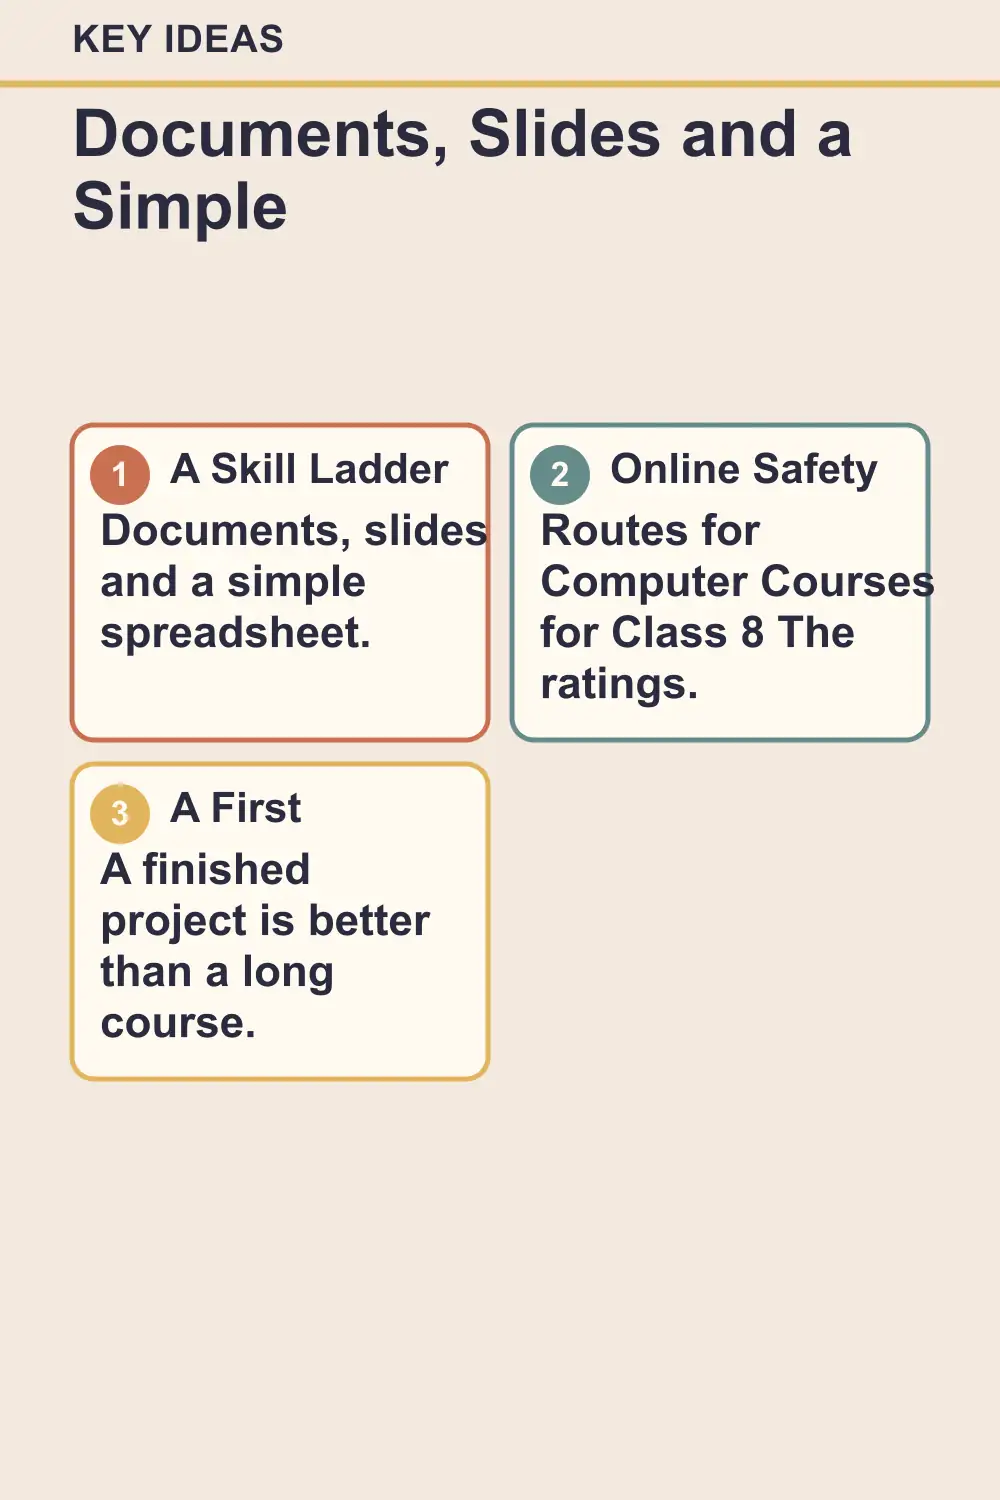 KEY IDEAS
Documents, Slides and a
Simple
1 A Skill Ladder
Documents, slides
and a simple
spreadsheet.
2 Online Safety
Routes for
Computer Courses
for Class 8 The
ratings.
3 A First
A finished
project is better
than a long
course.